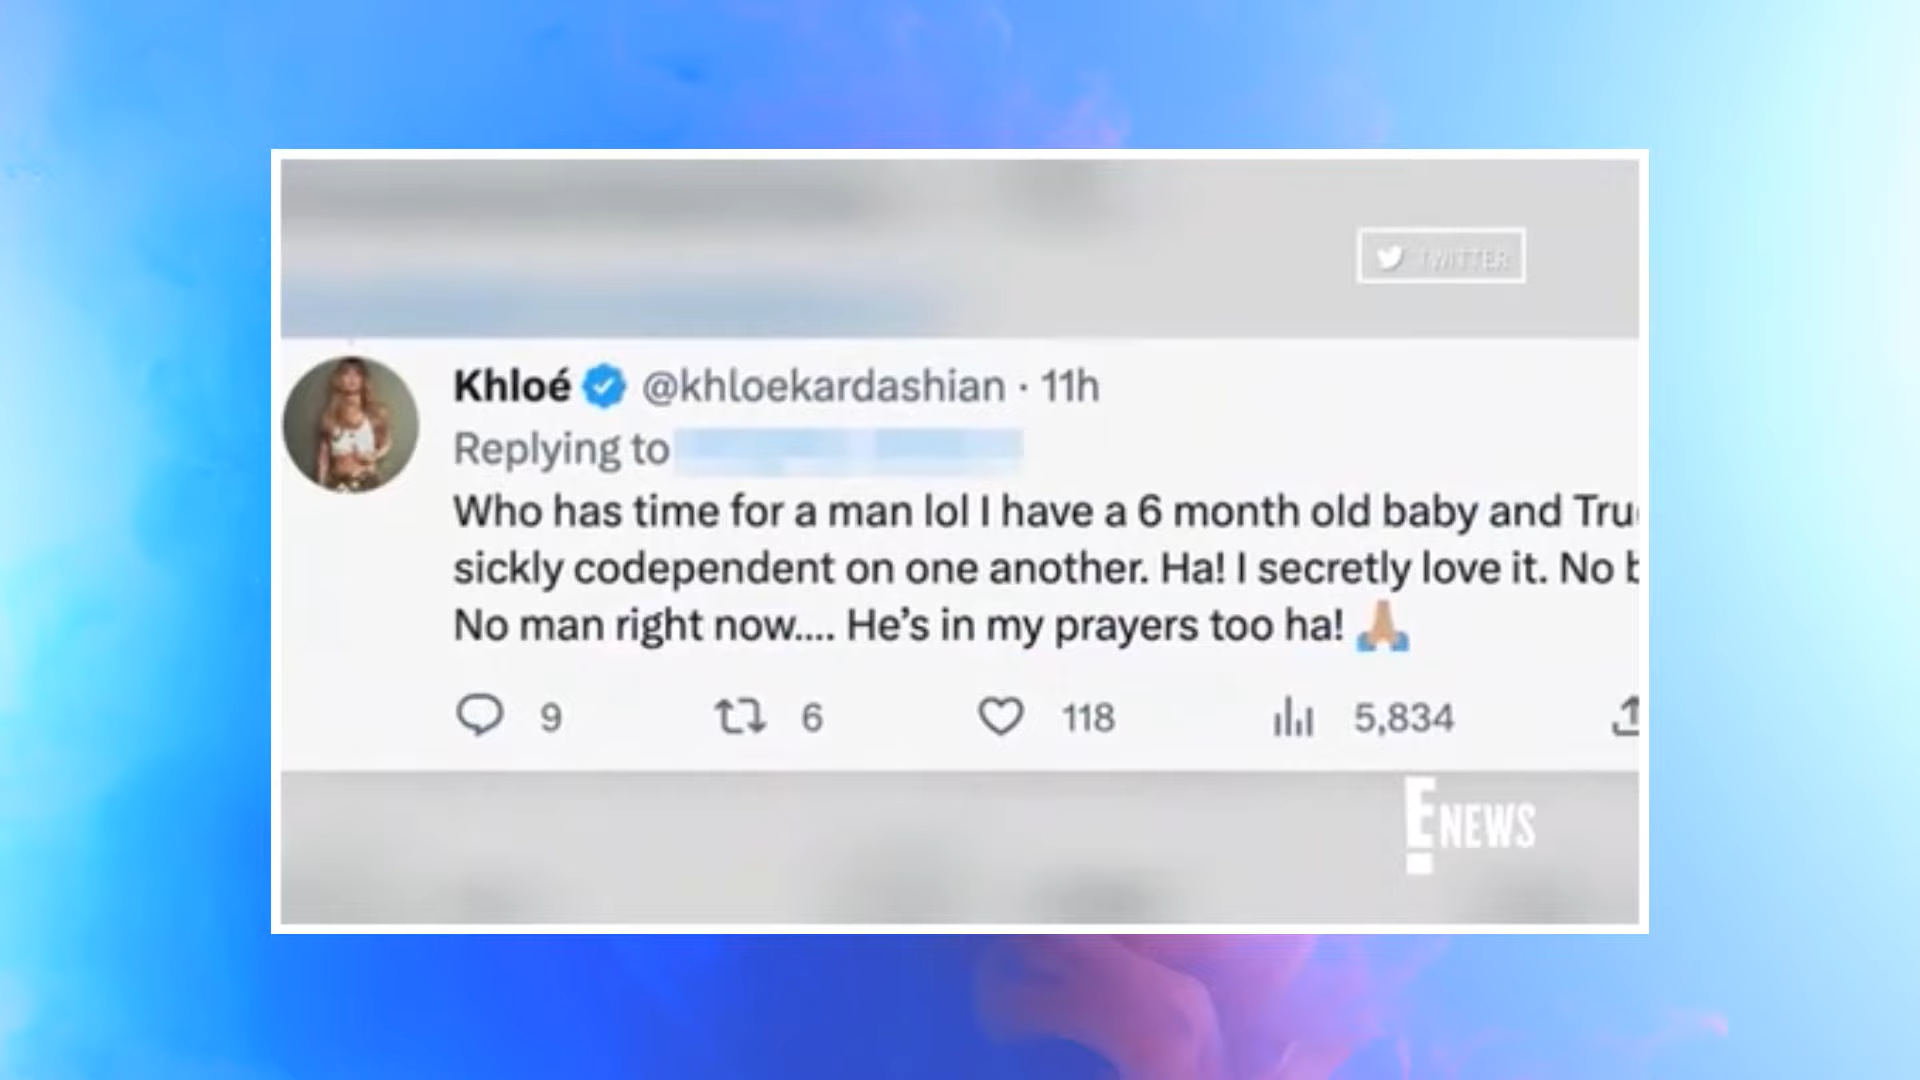 TWITTER
Khloé @khloekardashian · 11h
Replying to
Who has time for a man lol I have a 6 month old baby and Tru
sickly codependent on one another. Ha! I secretly love it. No b
No man right now.... He's in my prayers too ha! 🙏🏼
9 6 118 5,834
E NEWS